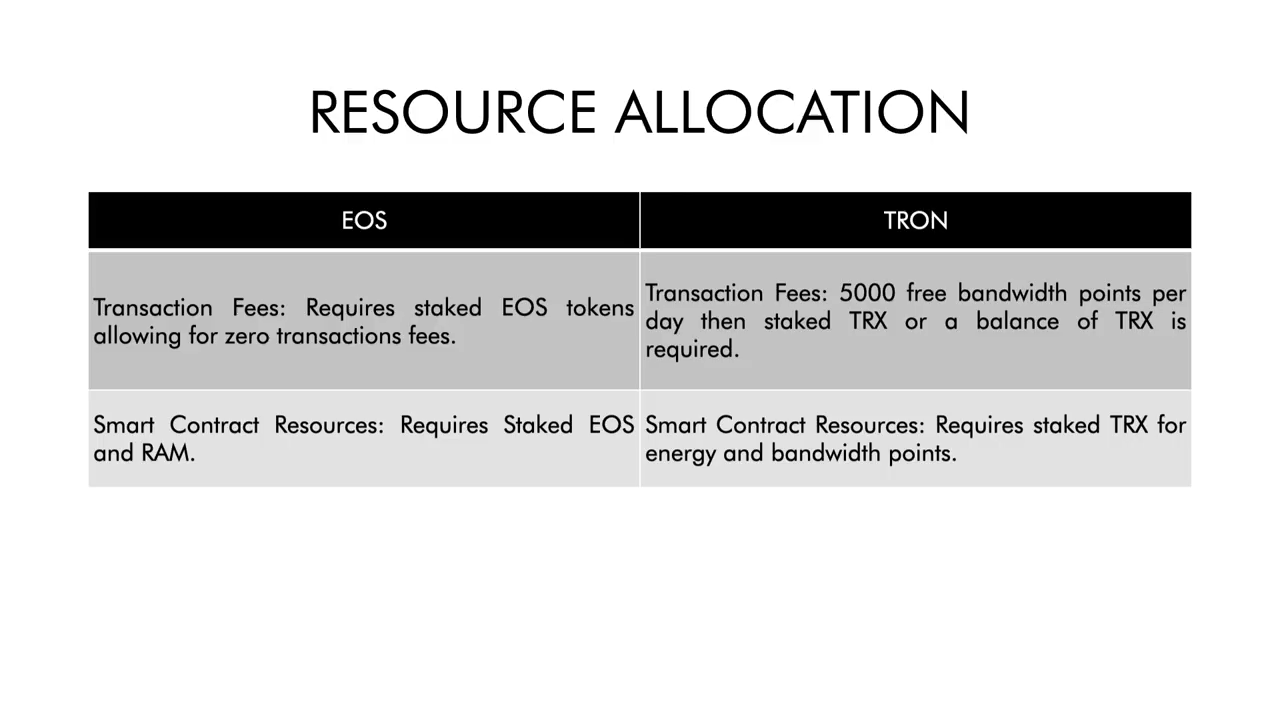 RESOURCE ALLOCATION
EOS
TRON
Transaction Fees: Requires staked EOS tokens
allowing for zero transactions fees.
Transaction Fees: 5000 free bandwidth points per
day then staked TRX or a balance of TRX is
required.
Smart Contract Resources: Requires Staked EOS
and RAM.
Smart Contract Resources: Requires staked TRX for
energy and bandwidth points.